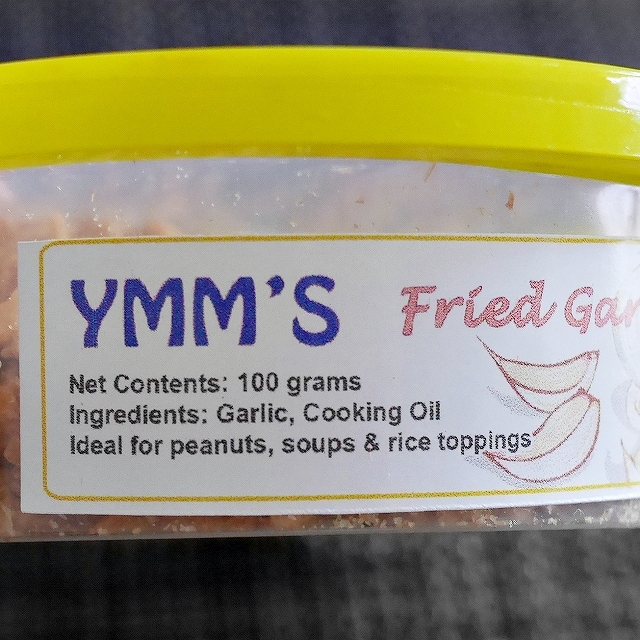 YMM'S
Fried Gar
Net Contents: 100 grams
Ingredients: Garlic, Cooking Oil
Ideal for peanuts, soups & rice toppings